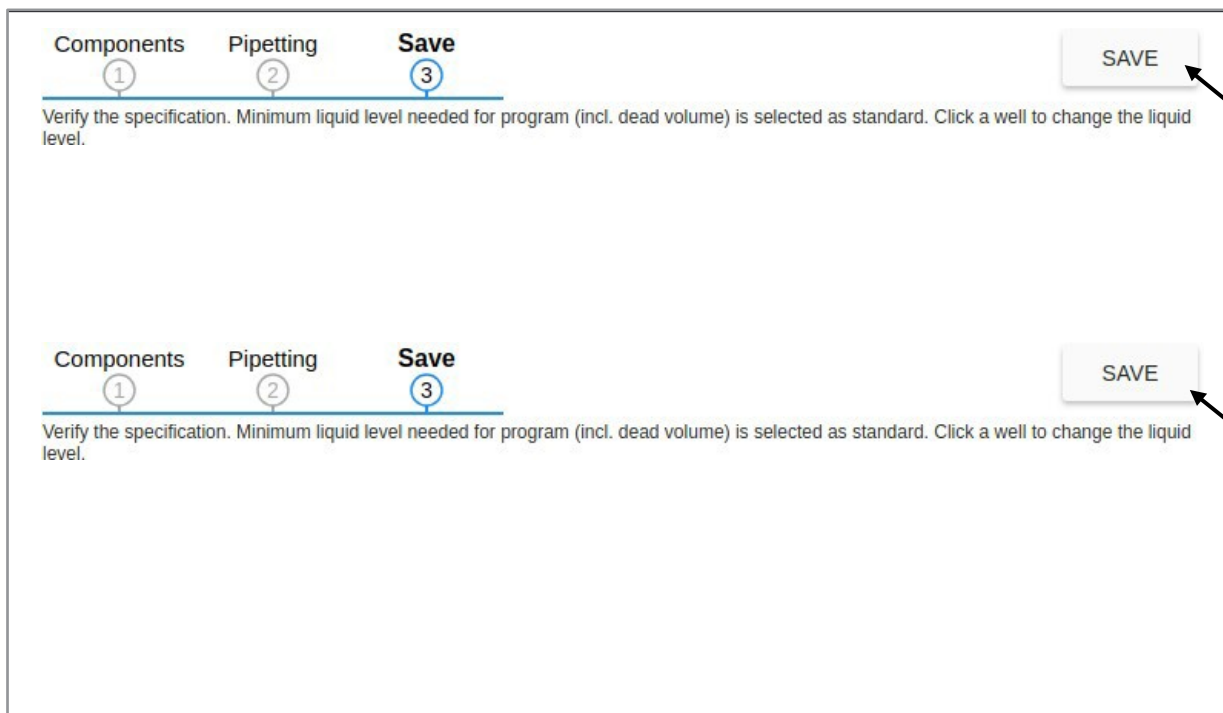 Components Pipetting Save SAVE
1 2 3
Verify the specification. Minimum liquid level needed for program (incl. dead volume) is selected as standard. Click a well to change the liquid
level.
Components Pipetting Save SAVE
1 2 3
Verify the specification. Minimum liquid level needed for program (incl. dead volume) is selected as standard. Click a well to change the liquid
level.